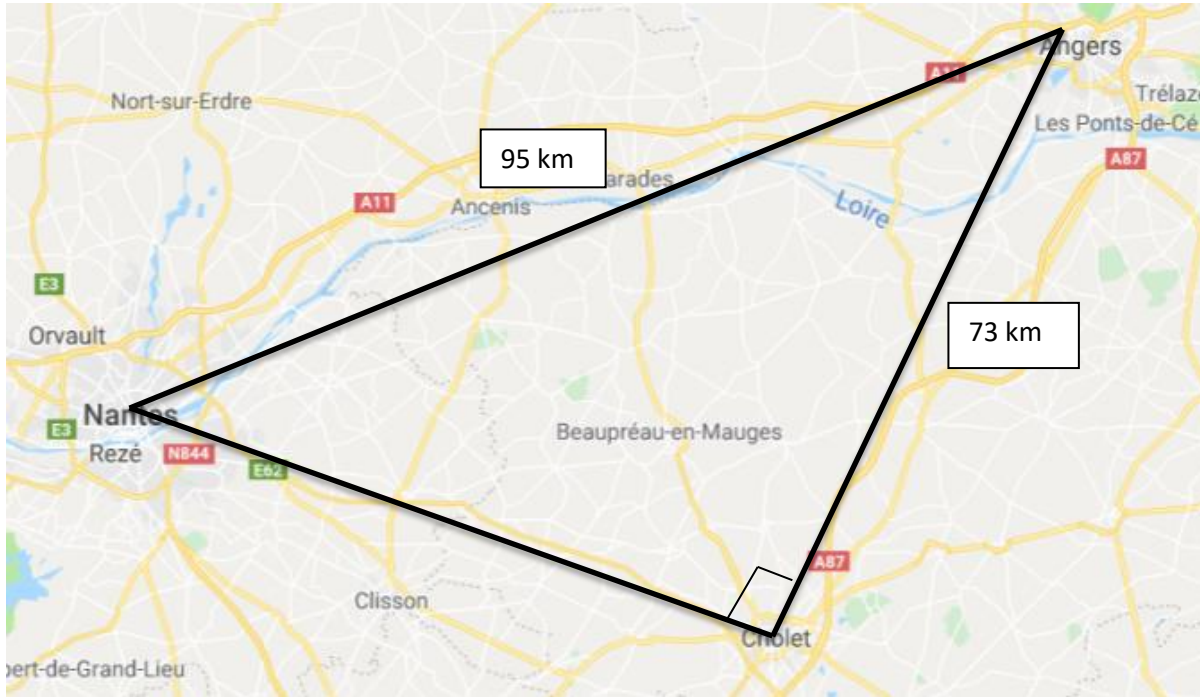 Angers
A11
Nort-sur-Erdre
Trélaz
Les Ponts-de-Cé
95 km
A87
arades
A11
Ancenis
Loire
E3
Orvault
73 km
Nantes
E3
Rezé
N844
E62
Beaupréau-en-Mauges
A87
Clisson
Cholet
bert-de-Grand-Lieu